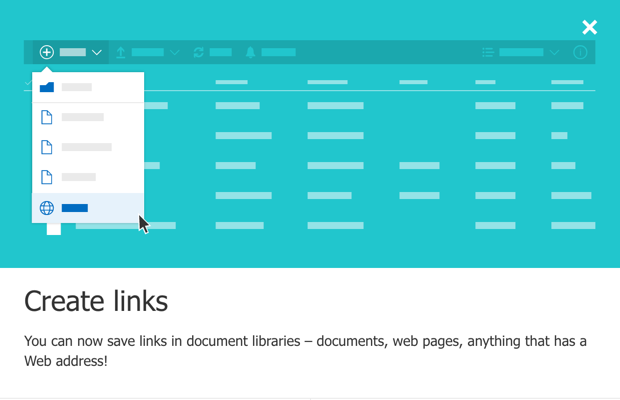 Create links
You can now save links in document libraries – documents, web pages, anything that has a
Web address!